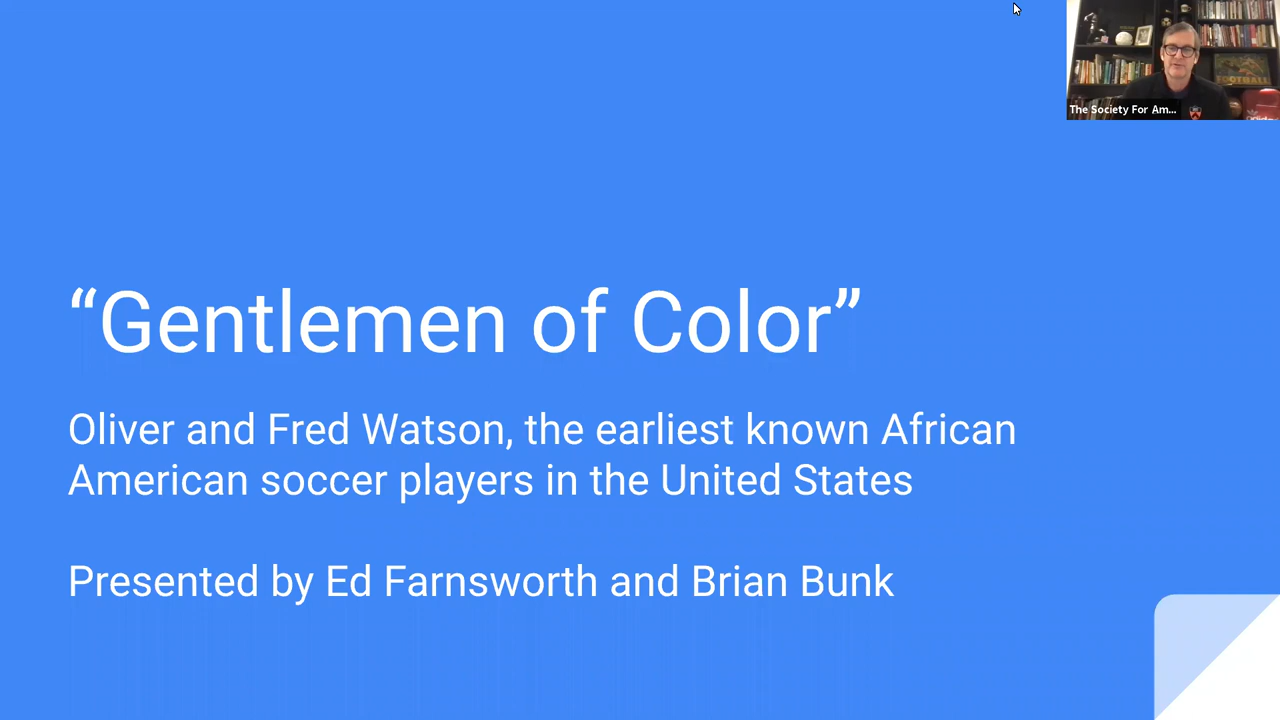 The Society For Am...
“Gentlemen of Color”
Oliver and Fred Watson, the earliest known African
American soccer players in the United States
Presented by Ed Farnsworth and Brian Bunk
FOOTBALL